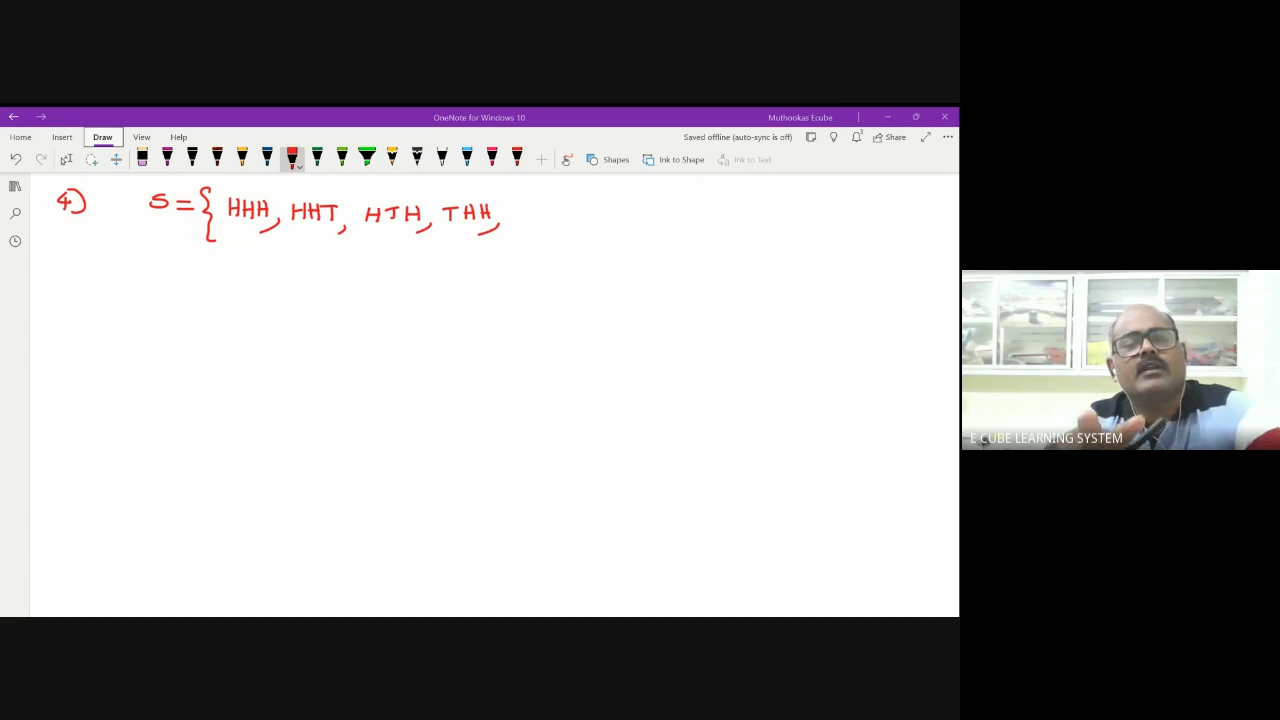 OneNote for Windows 10
Muthookas Ecube
Home Insert Draw View Help
Saved offline (auto-sync is off)
3
Share
Shapes
Ink to Shape
Ink to Text
4) S = { HHH, HHT, HTH, THH,
E CUBE LEARNING SYSTEM